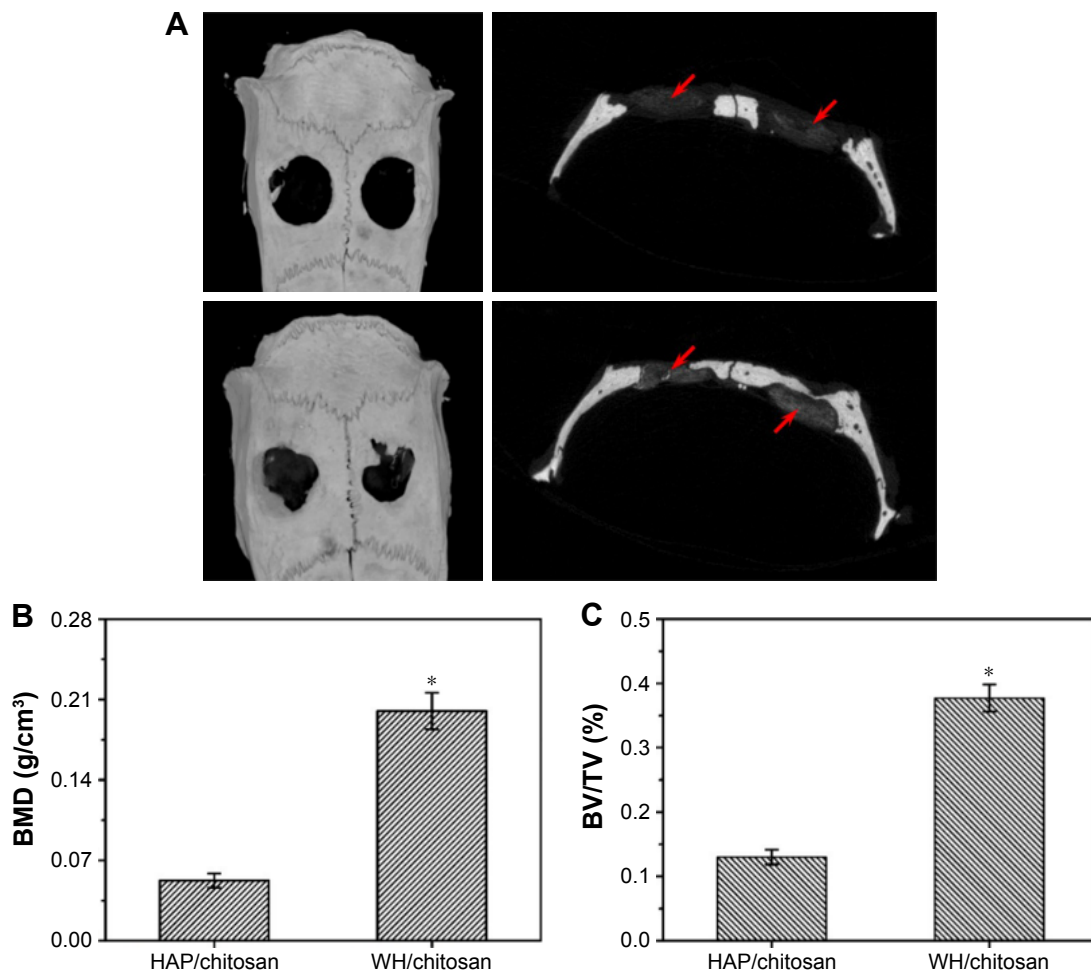 A
B
BMD (g/cm³)
0.28
0.21
0.14
0.07
0.00
*
HAP/chitosan
WH/chitosan
C
BV/TV (%)
0.5
0.4
0.3
0.2
0.1
0.0
*
HAP/chitosan
WH/chitosan